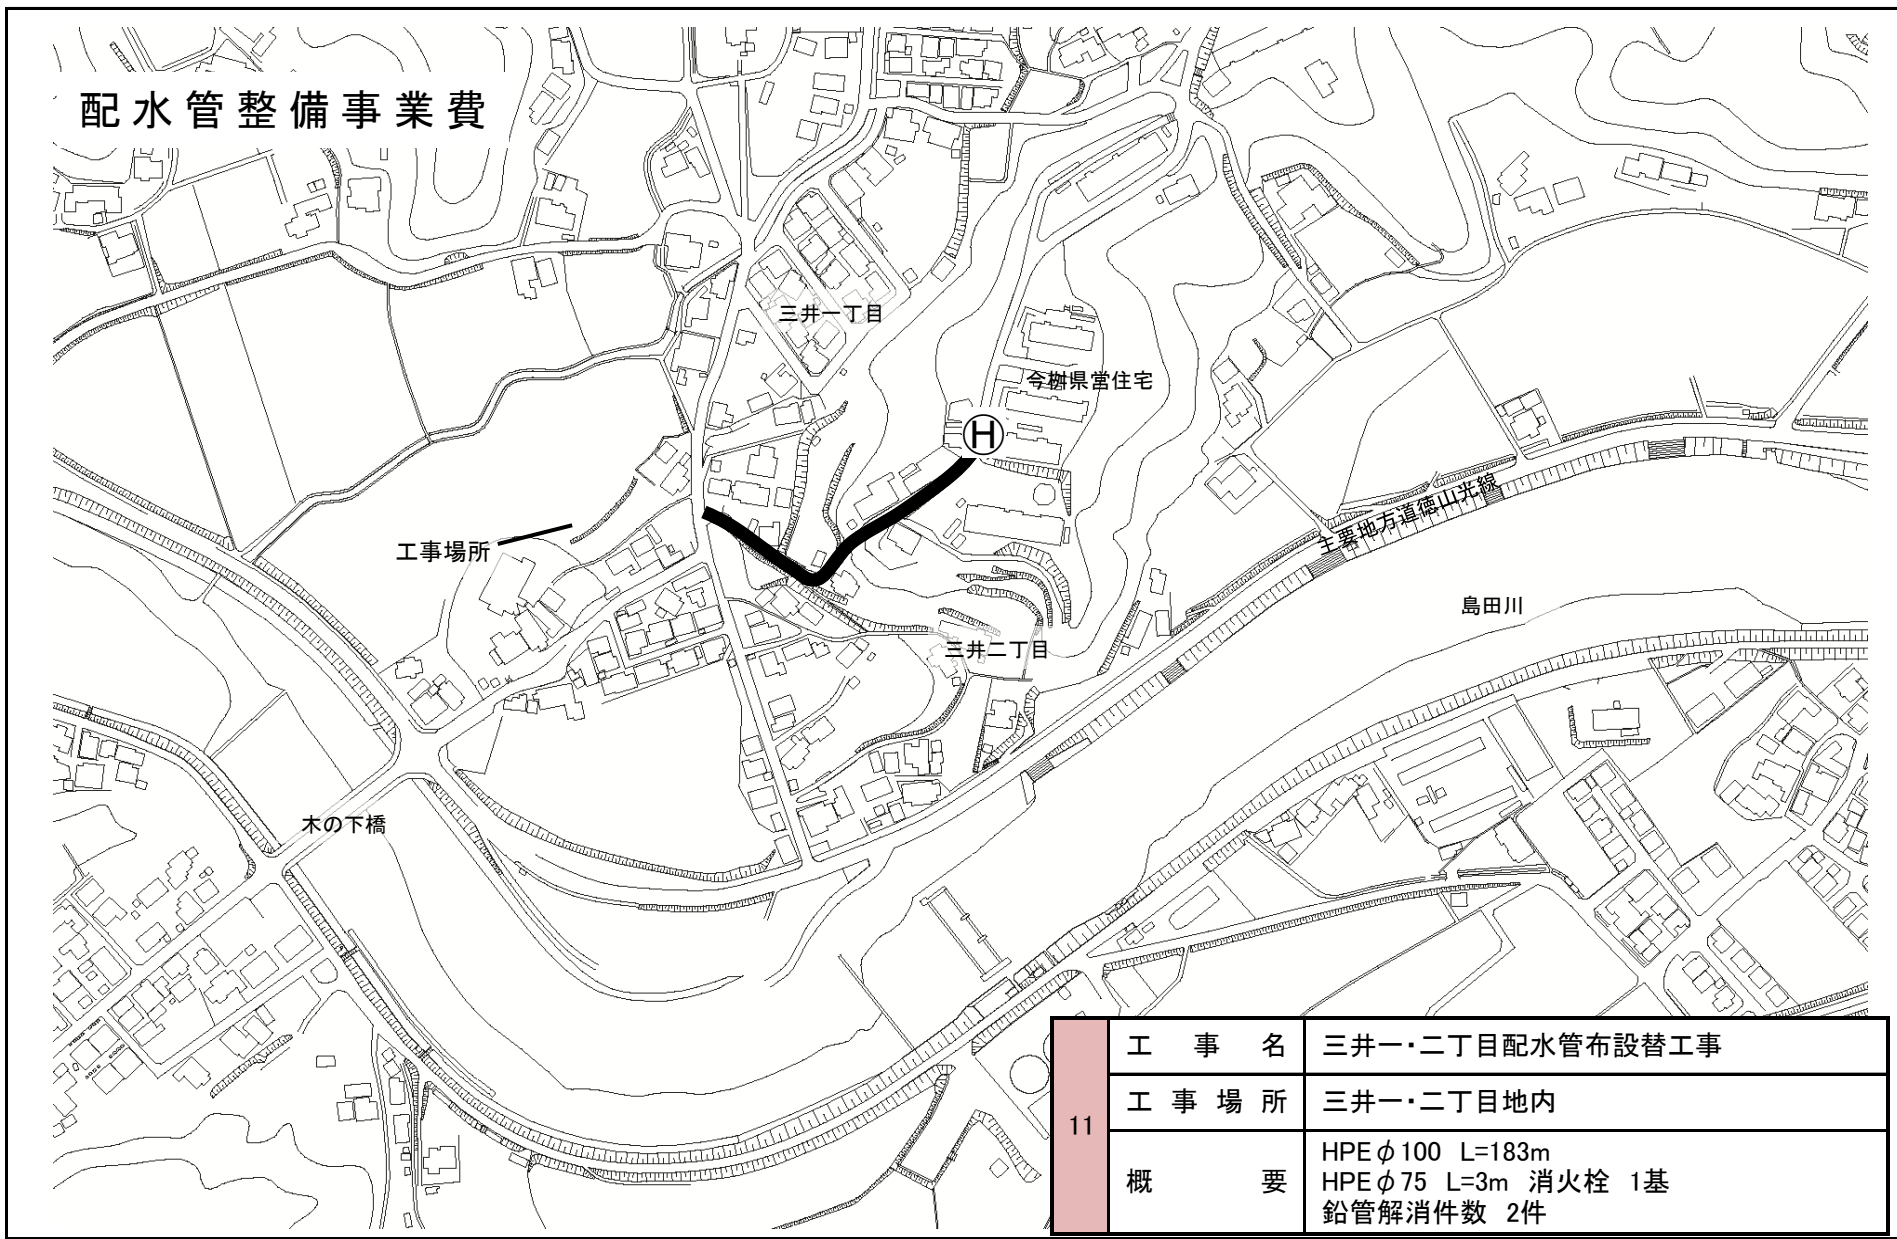 配水管整備事業費
三井一丁目
今樹県営住宅
Ⓗ
主要地方道徳山光線
工事場所
島田川
三井二丁目
木の下橋
11
工事名 三井一・二丁目配水管布設替工事
工事場所 三井一・二丁目地内
概要
HPEφ100 L=183m
HPEφ75 L=3m 消火栓 1基
鉛管解消件数 2件